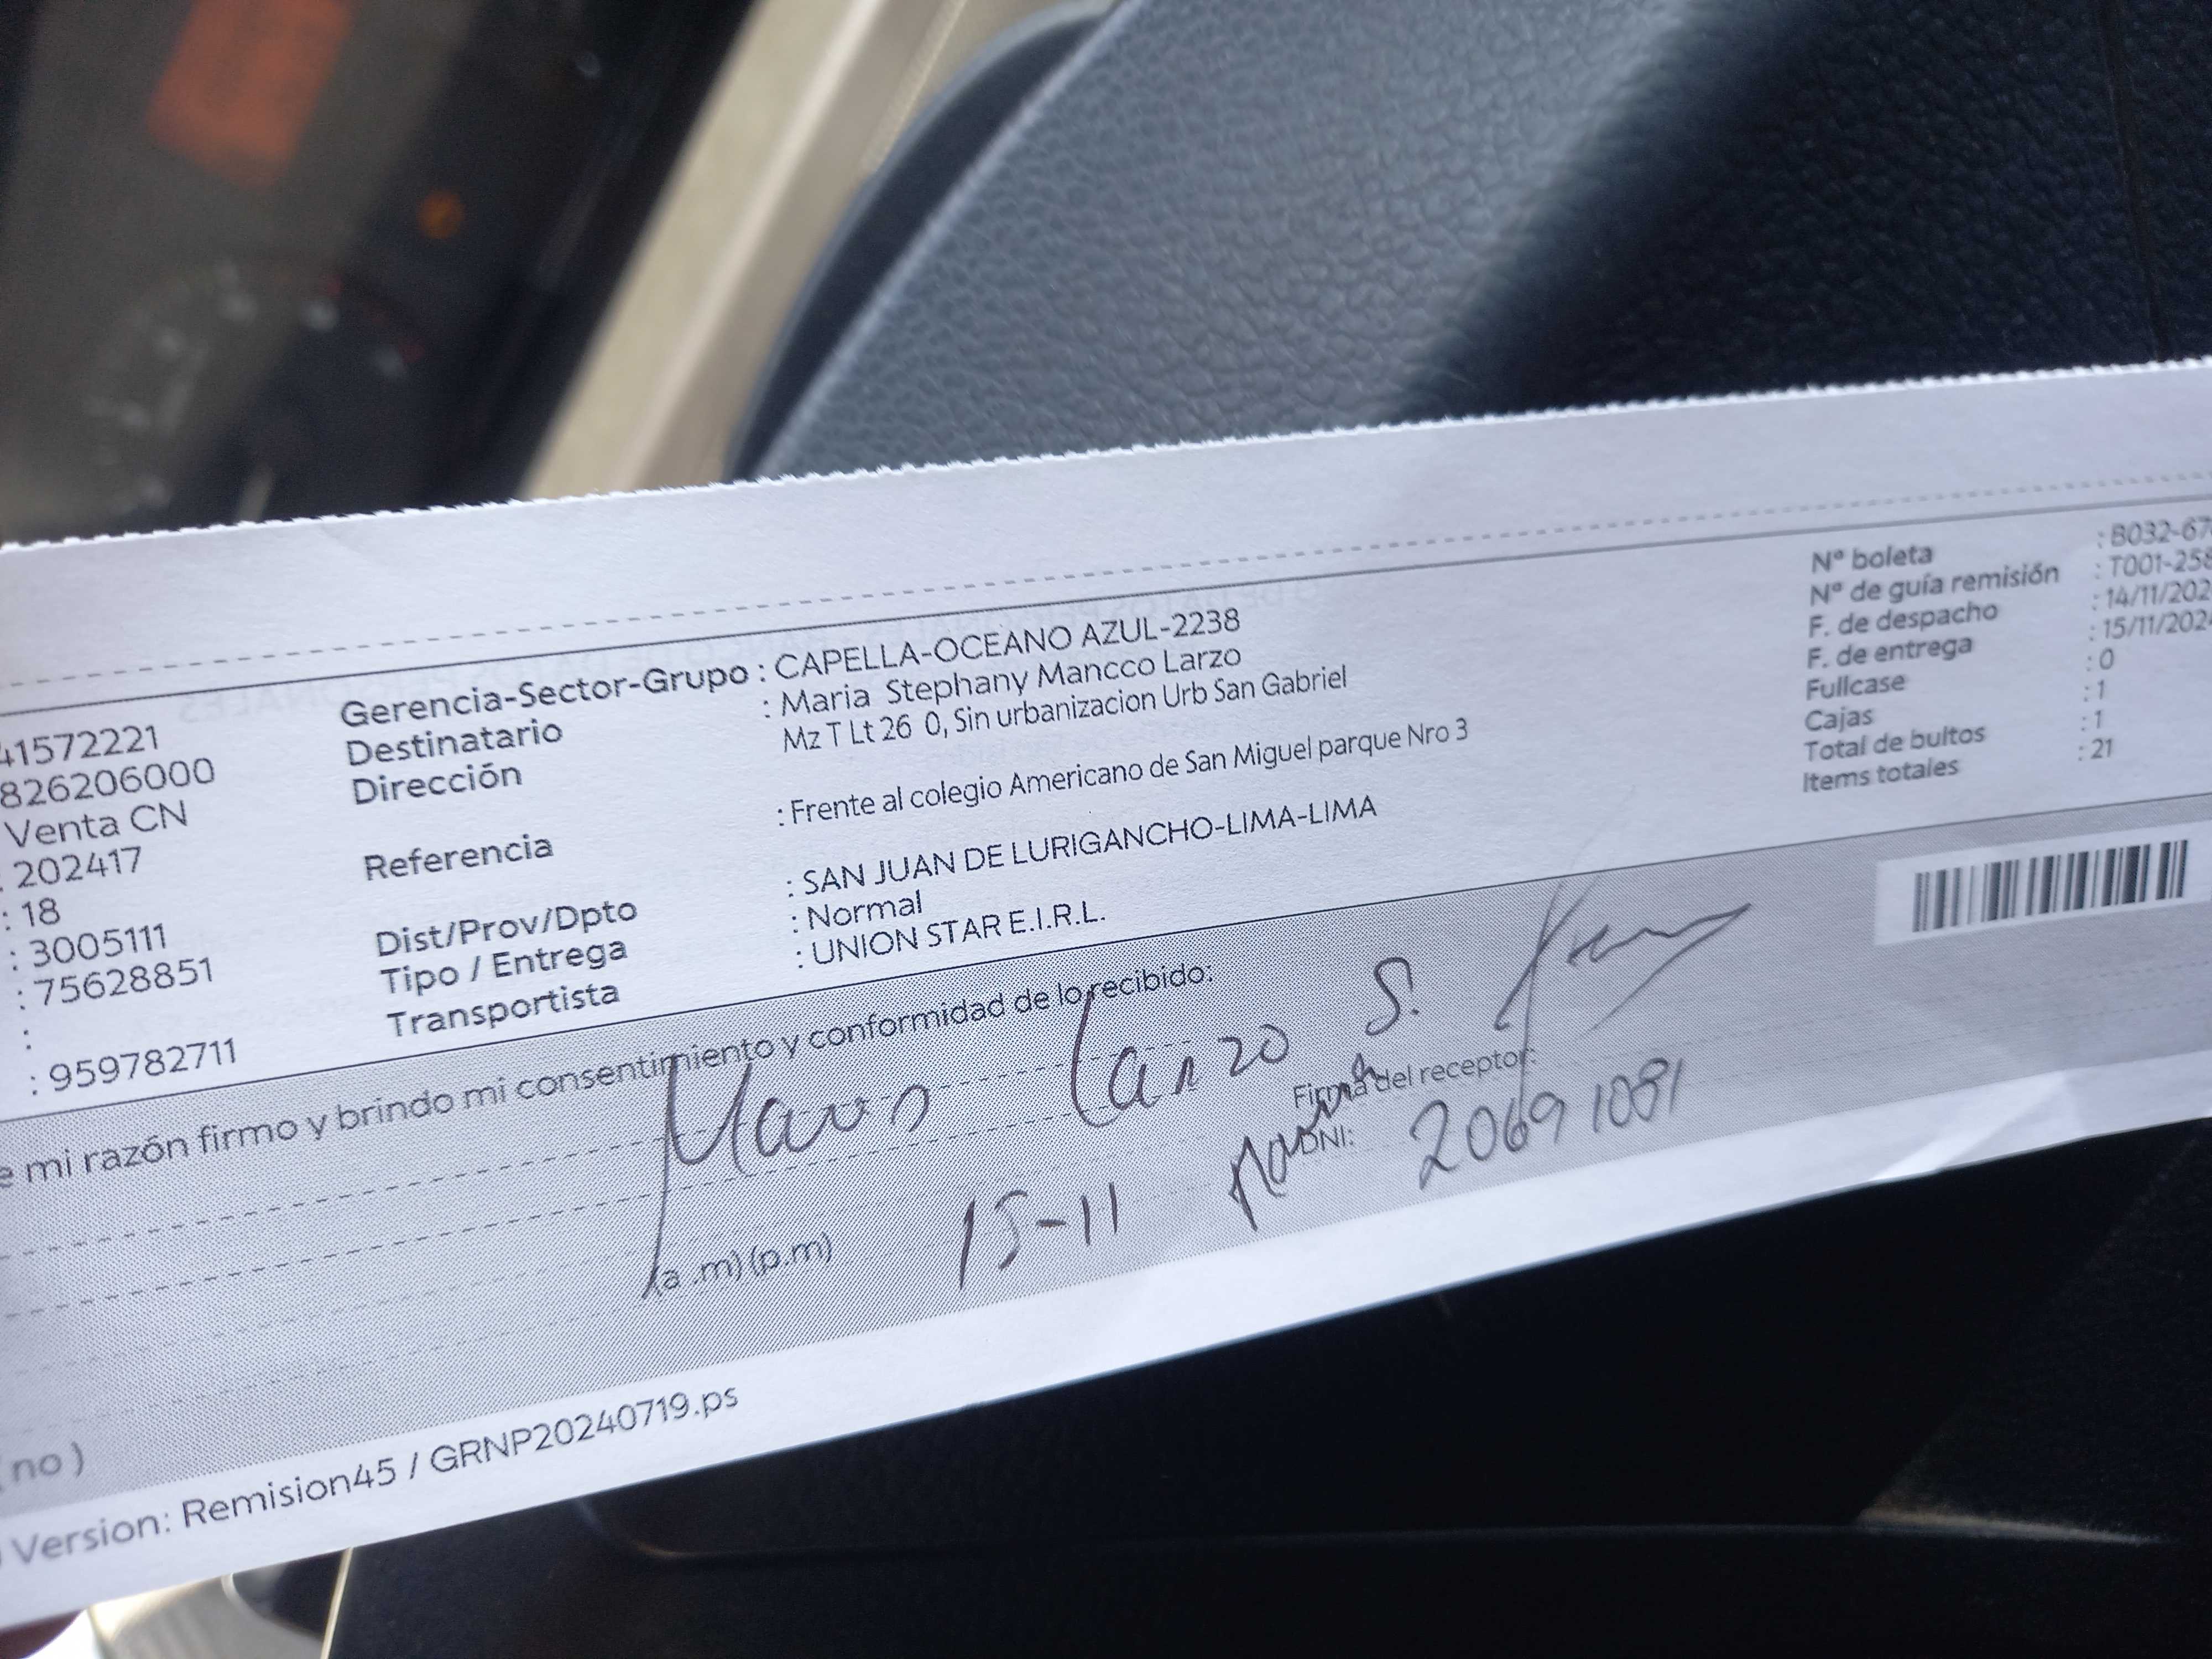 41572221
826206000
Venta CN
: 202417
: 18
: 3005111
: 75628851
:
: 959782711
Gerencia-Sector-Grupo : CAPELLA-OCEANO AZUL-2238
Destinatario : Maria Stephany Mancco Larzo
Dirección Mz T Lt 26 0, Sin urbanizacion Urb San Gabriel
Referencia : Frente al colegio Americano de San Miguel parque Nro 3
Dist/Prov/Dpto : SAN JUAN DE LURIGANCHO-LIMA-LIMA
Tipo / Entrega : Normal
Transportista : UNION STAR E.I.R.L.
Nº boleta : B032-67
Nº de guía remisión : T001-258
F. de despacho : 14/11/202
F. de entrega : 15/11/202
Fullcase : 0
Cajas : 1
Total de bultos : 1
Items totales : 21
e mi razón firmo y brindo mi consentimiento y conformidad de lo recibido:
Larzo S.
Firma del receptor:
(a .m) (p.m) 15-11 DNI: 20691081
(no)
Version: Remision45 / GRNP20240719.ps